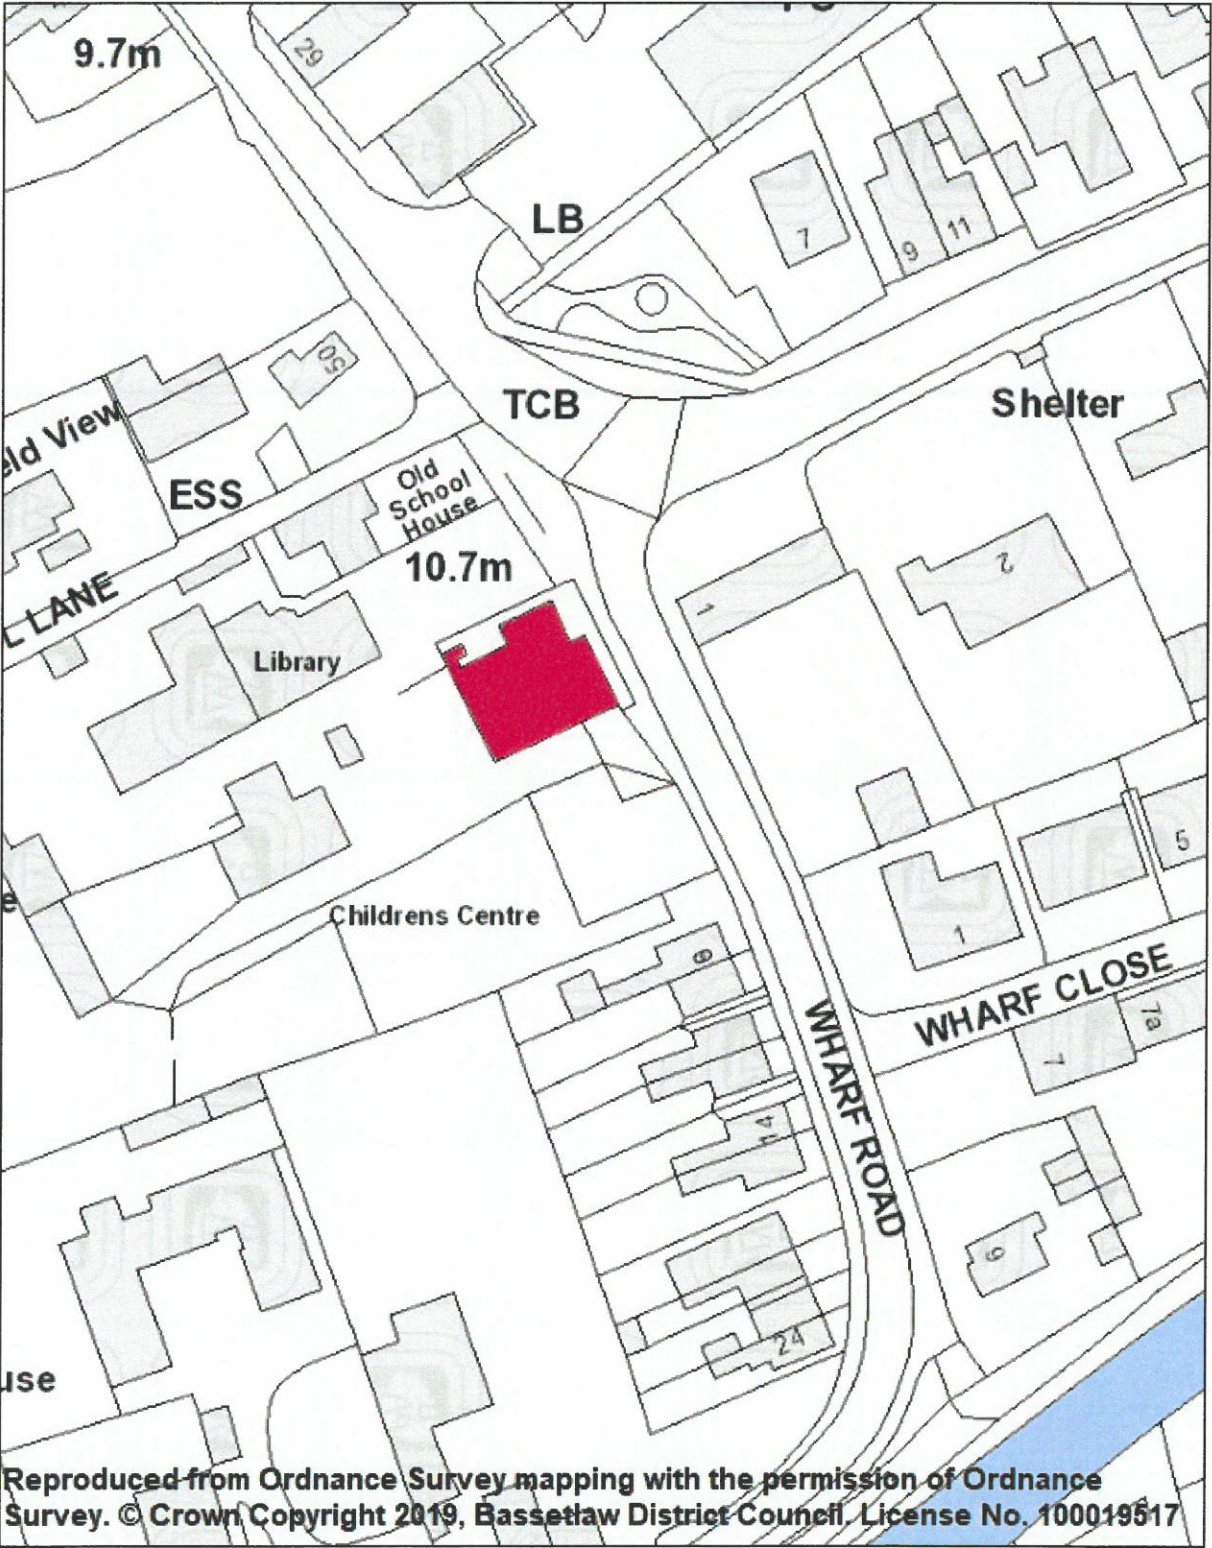 9.7m
29
LB
7
9
11
50
TCB
Shelter
eld View
ESS
Old
School
House
10.7m
2
1
L LANE
Library
5
e
Childrens Centre
1
WHARF CLOSE
7a
7
WHARF ROAD
14
24
use
Reproduced from Ordnance Survey mapping with the permission of Ordnance
Survey. © Crown Copyright 2019, Bassetlaw District Council. License No. 100019517